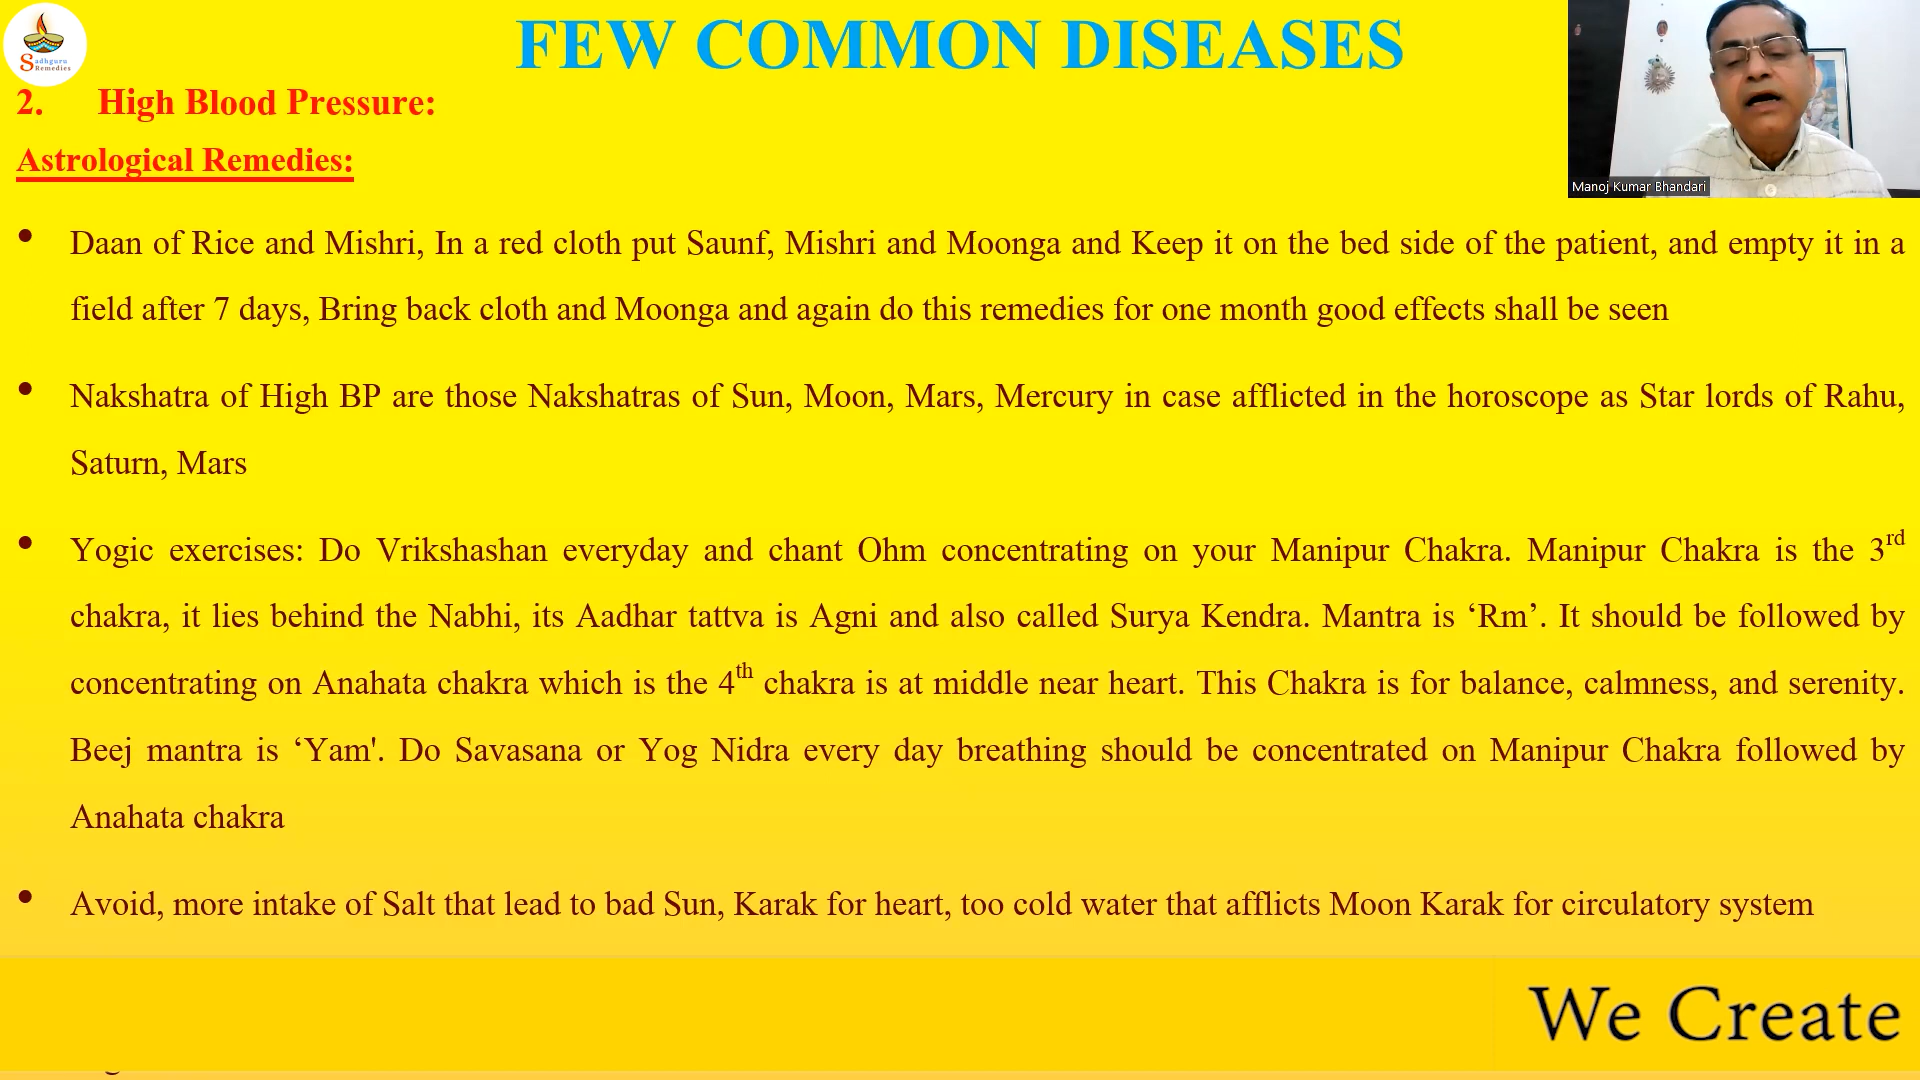 FEW COMMON DISEASES
Sadhguru
Remedies
2. High Blood Pressure:
Astrological Remedies:
Manoj Kumar Bhandari
• Daan of Rice and Mishri, In a red cloth put Saunf, Mishri and Moonga and Keep it on the bed side of the patient, and empty it in a
field after 7 days, Bring back cloth and Moonga and again do this remedies for one month good effects shall be seen
• Nakshatra of High BP are those Nakshatras of Sun, Moon, Mars, Mercury in case afflicted in the horoscope as Star lords of Rahu,
Saturn, Mars
• Yogic exercises: Do Vrikshashan everyday and chant Ohm concentrating on your Manipur Chakra. Manipur Chakra is the 3rd
chakra, it lies behind the Nabhi, its Aadhar tattva is Agni and also called Surya Kendra. Mantra is ‘Rm’. It should be followed by
concentrating on Anahata chakra which is the 4th chakra is at middle near heart. This Chakra is for balance, calmness, and serenity.
Beej mantra is ‘Yam'. Do Savasana or Yog Nidra every day breathing should be concentrated on Manipur Chakra followed by
Anahata chakra
• Avoid, more intake of Salt that lead to bad Sun, Karak for heart, too cold water that afflicts Moon Karak for circulatory system
We Create